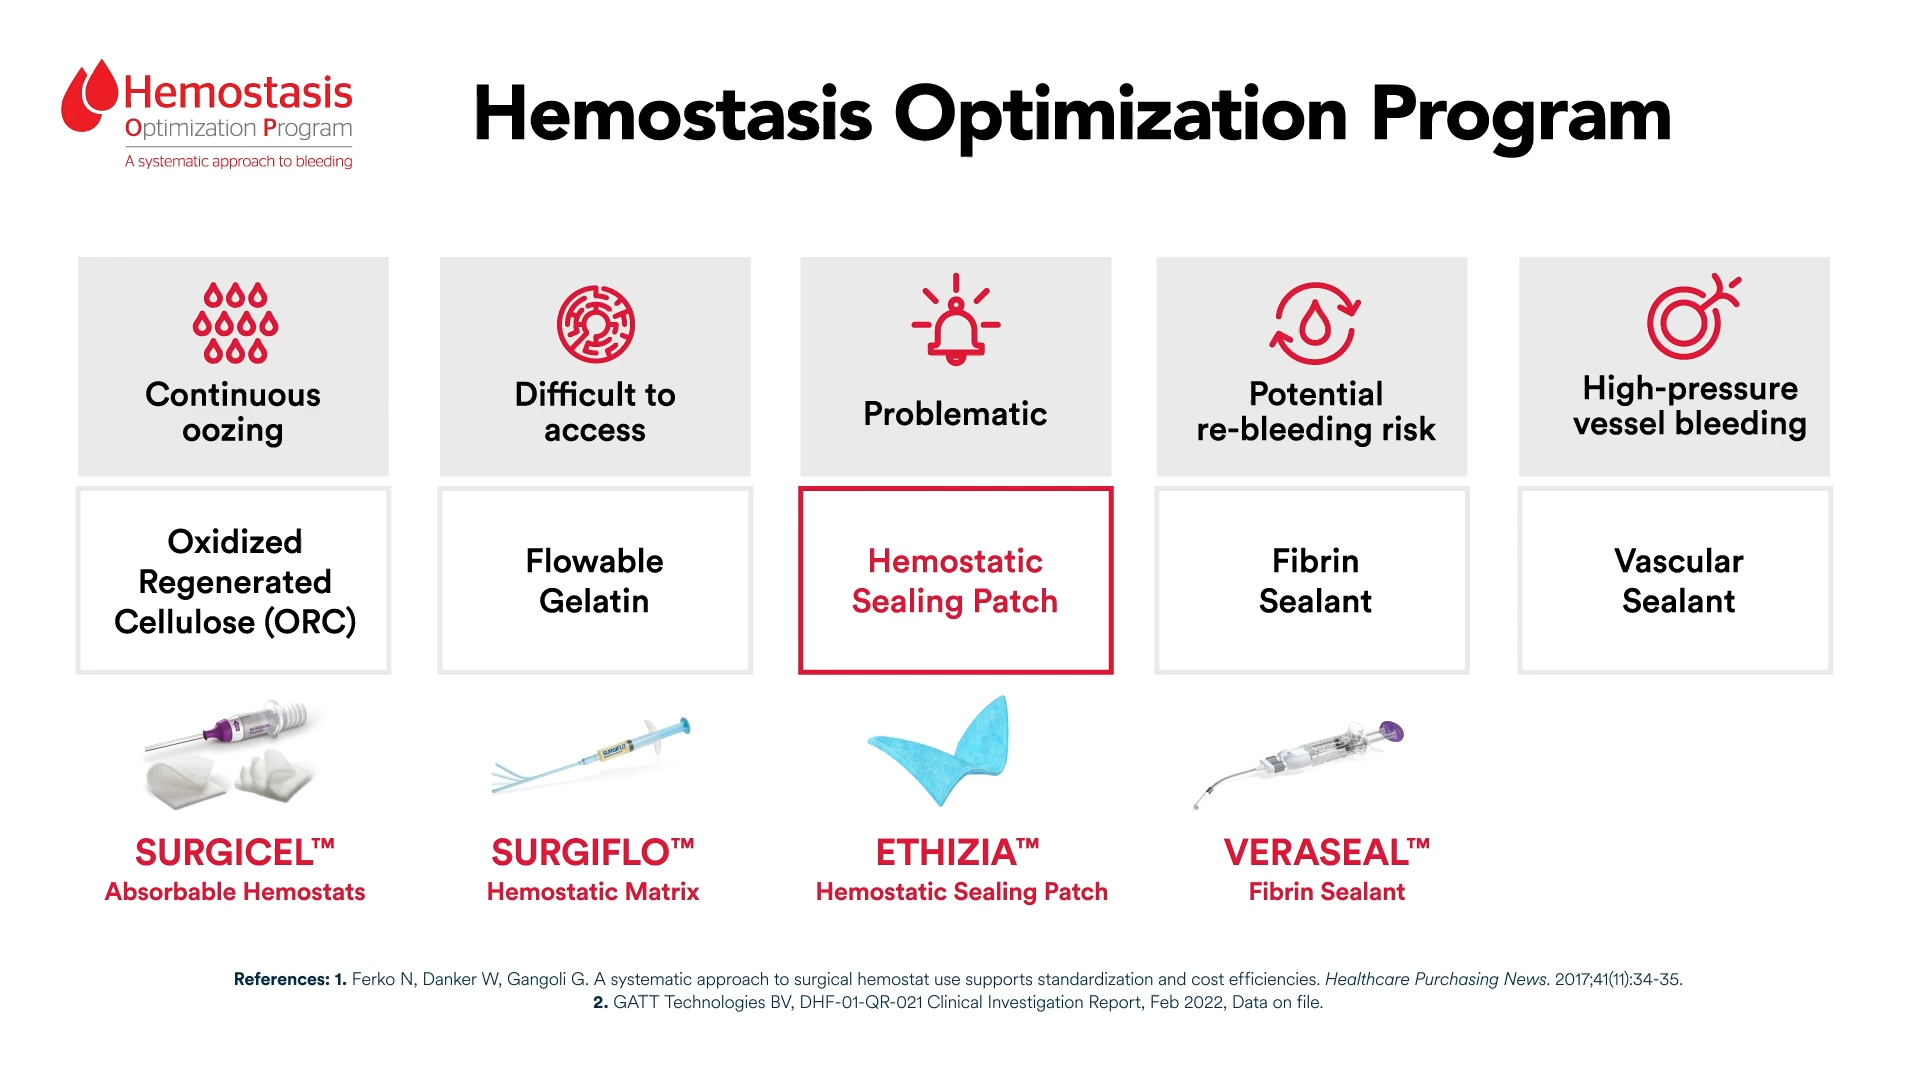 Hemostasis
Optimization Program
A systematic approach to bleeding
Hemostasis Optimization Program
Continuous
oozing
Difficult to
access
Problematic
Potential
re-bleeding risk
High-pressure
vessel bleeding
Oxidized
Regenerated
Cellulose (ORC)
Flowable
Gelatin
Hemostatic
Sealing Patch
Fibrin
Sealant
Vascular
Sealant
SURGIFLO
SURGICEL™
Absorbable Hemostats
SURGIFLO™
Hemostatic Matrix
ETHIZIA™
Hemostatic Sealing Patch
VERASEAL™
Fibrin Sealant
References: 1. Ferko N, Danker W, Gangoli G. A systematic approach to surgical hemostat use supports standardization and cost efficiencies. Healthcare Purchasing News. 2017;41(11):34-35.
2. GATT Technologies BV, DHF-01-QR-021 Clinical Investigation Report, Feb 2022, Data on file.